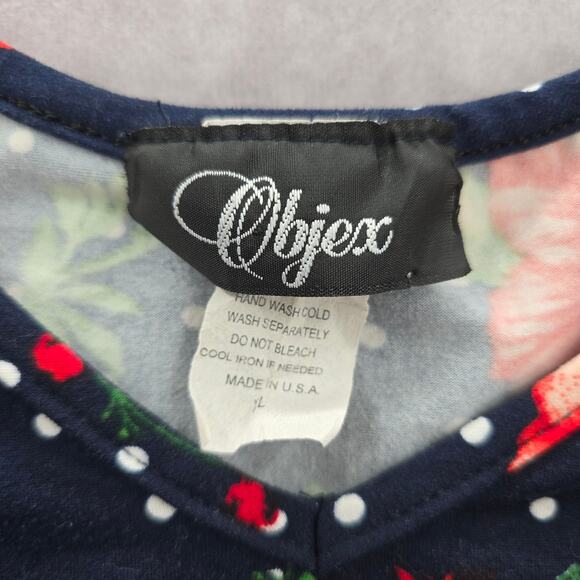 Objex
HAND WASH COLD
WASH SEPARATELY
DO NOT BLEACH
COOL IRON IF NEEDED
MADE IN U.S.A.
L